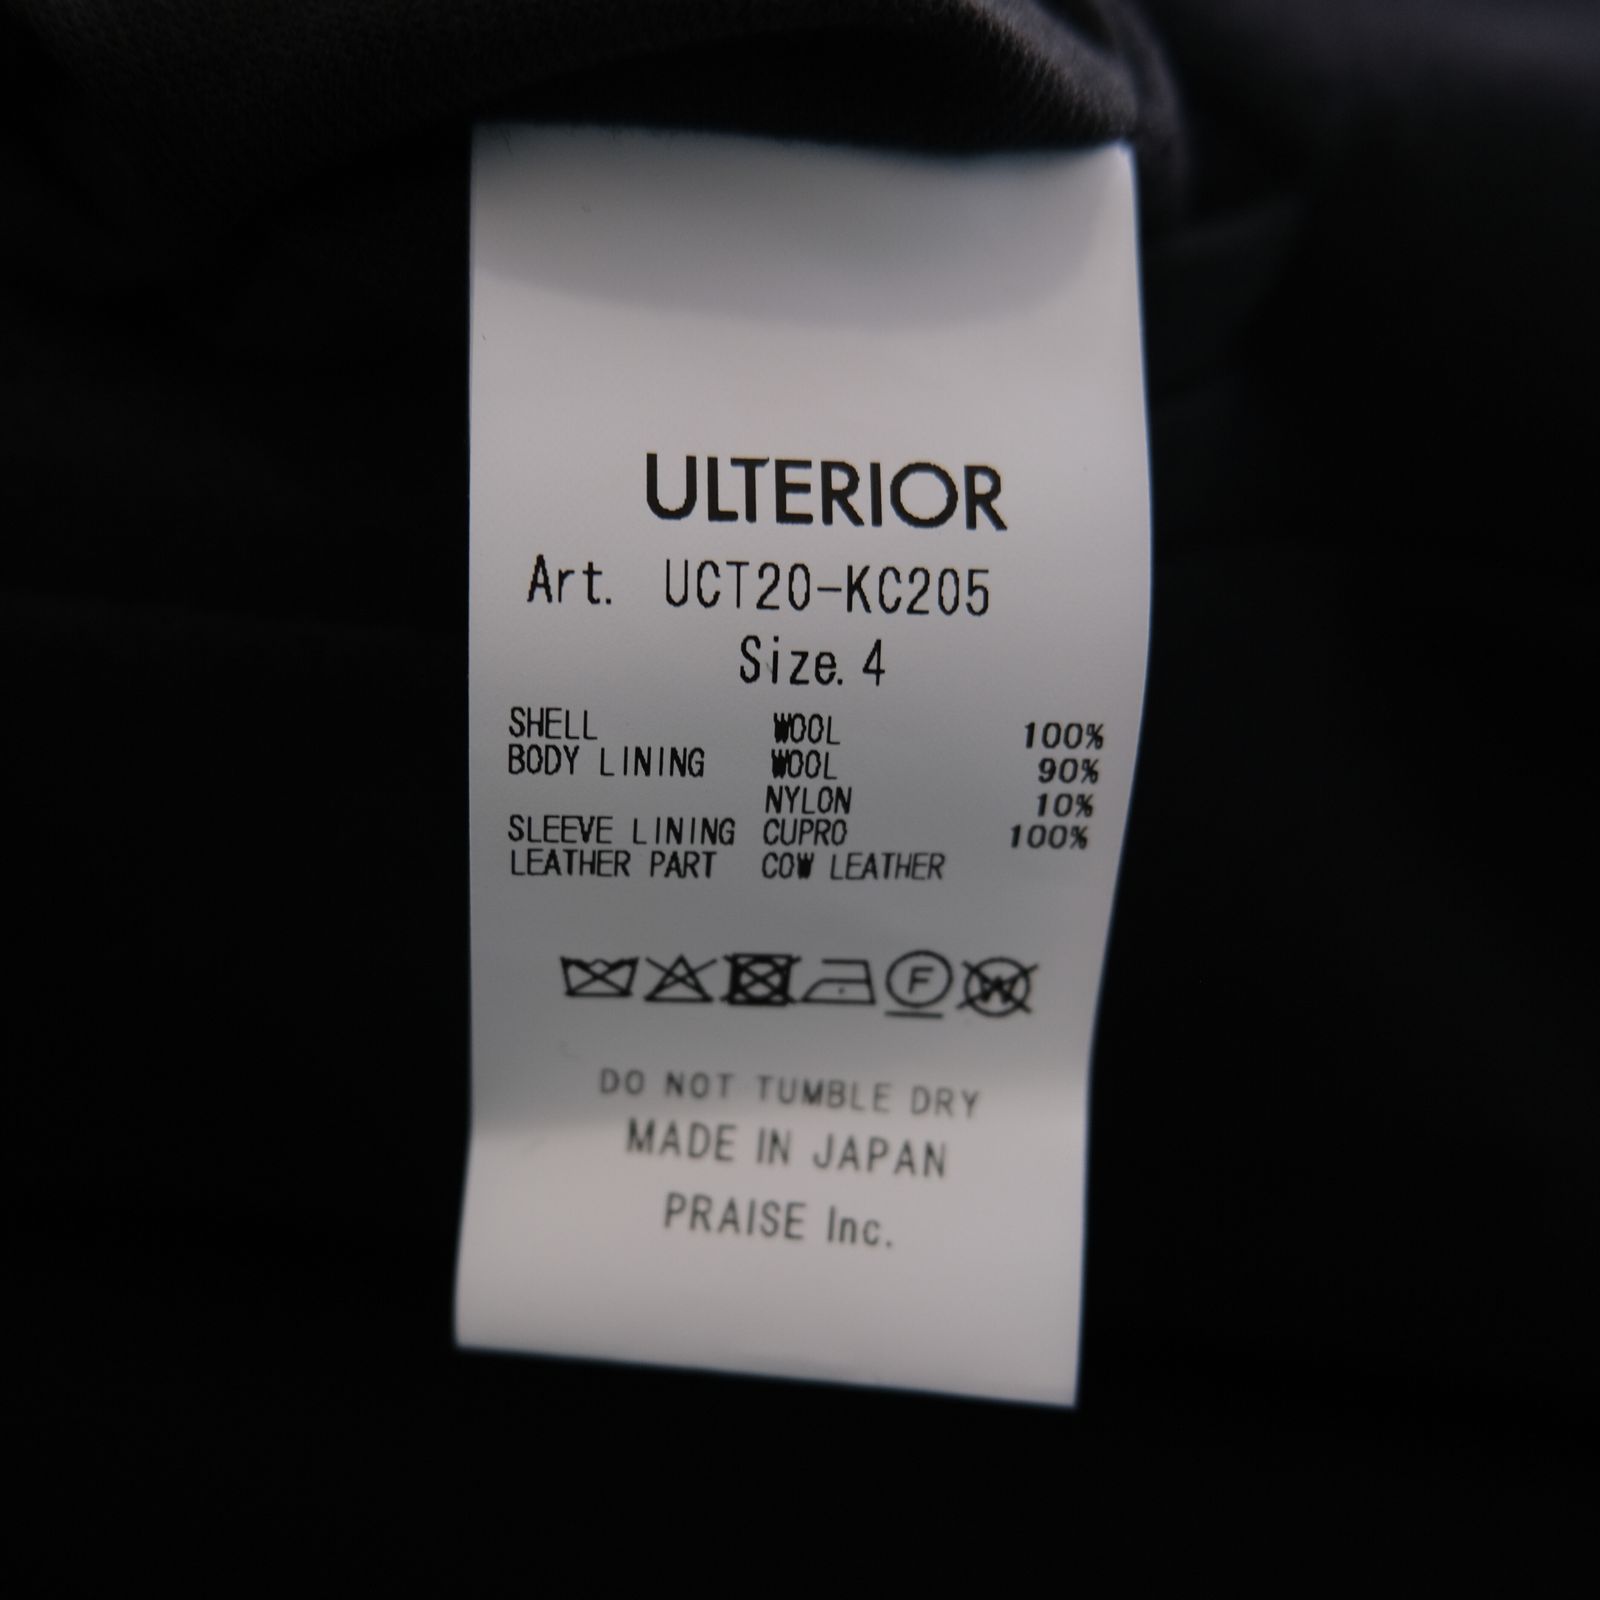 ULTERIOR
Art. UCT20-KC205
Size. 4
SHELL WOOL 100%
BODY LINING WOOL 90%
NYLON 10%
SLEEVE LINING CUPRO 100%
LEATHER PART COW LEATHER
F W
DO NOT TUMBLE DRY
MADE IN JAPAN
PRAISE Inc.